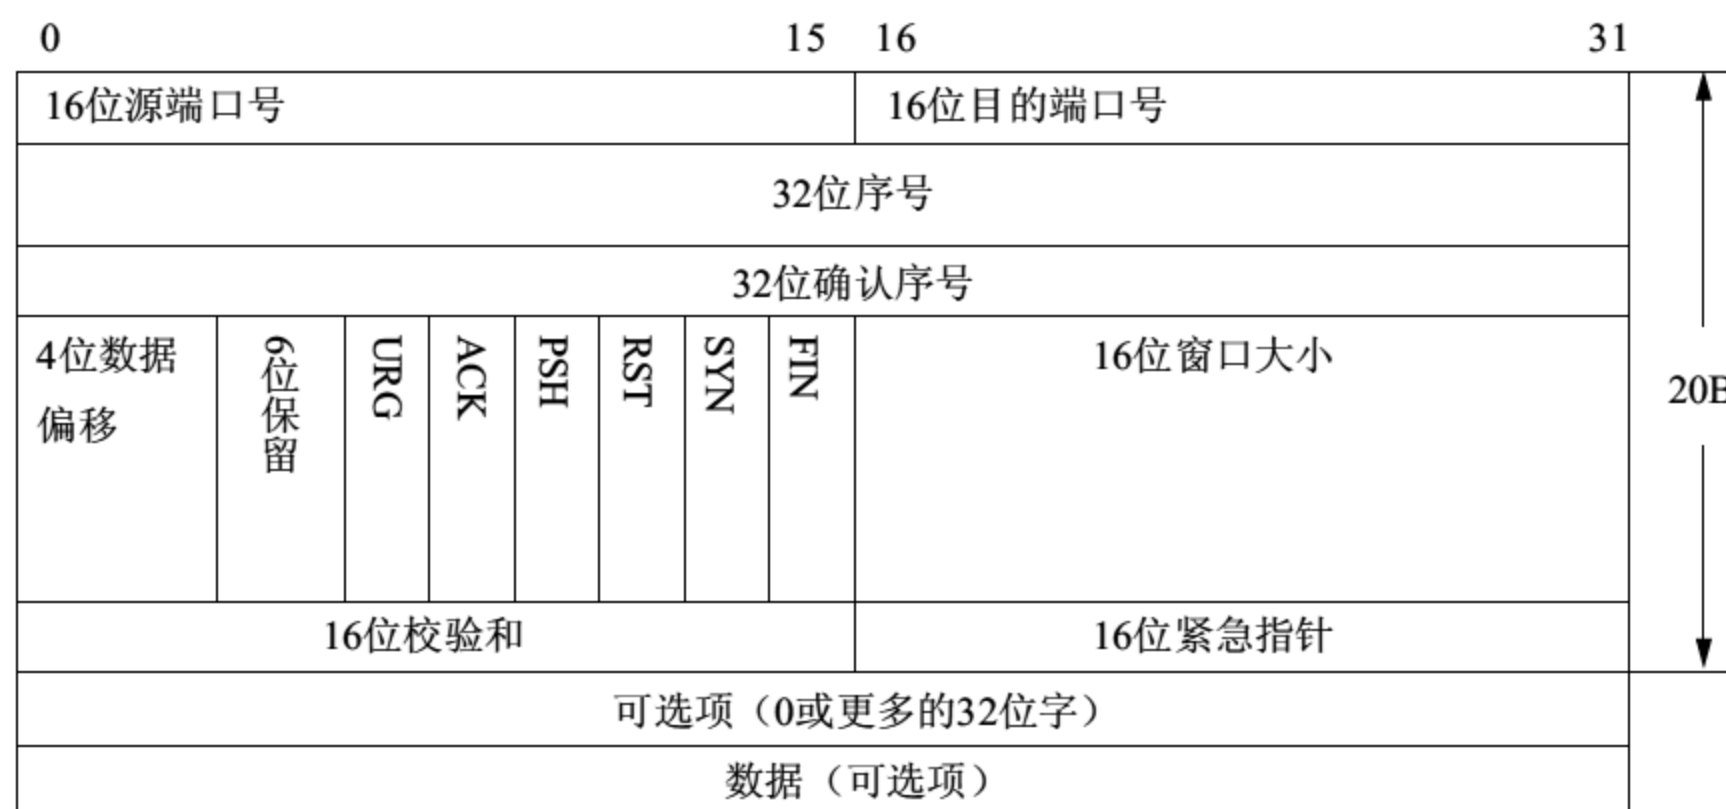 0 15 16 31
16位源端口号 16位目的端口号
32位序号
32位确认序号
4位数据偏移 6位保留 URG ACK PSH RST SYN FIN 16位窗口大小
20B
16位校验和 16位紧急指针
可选项（0或更多的32位字）
数据（可选项）